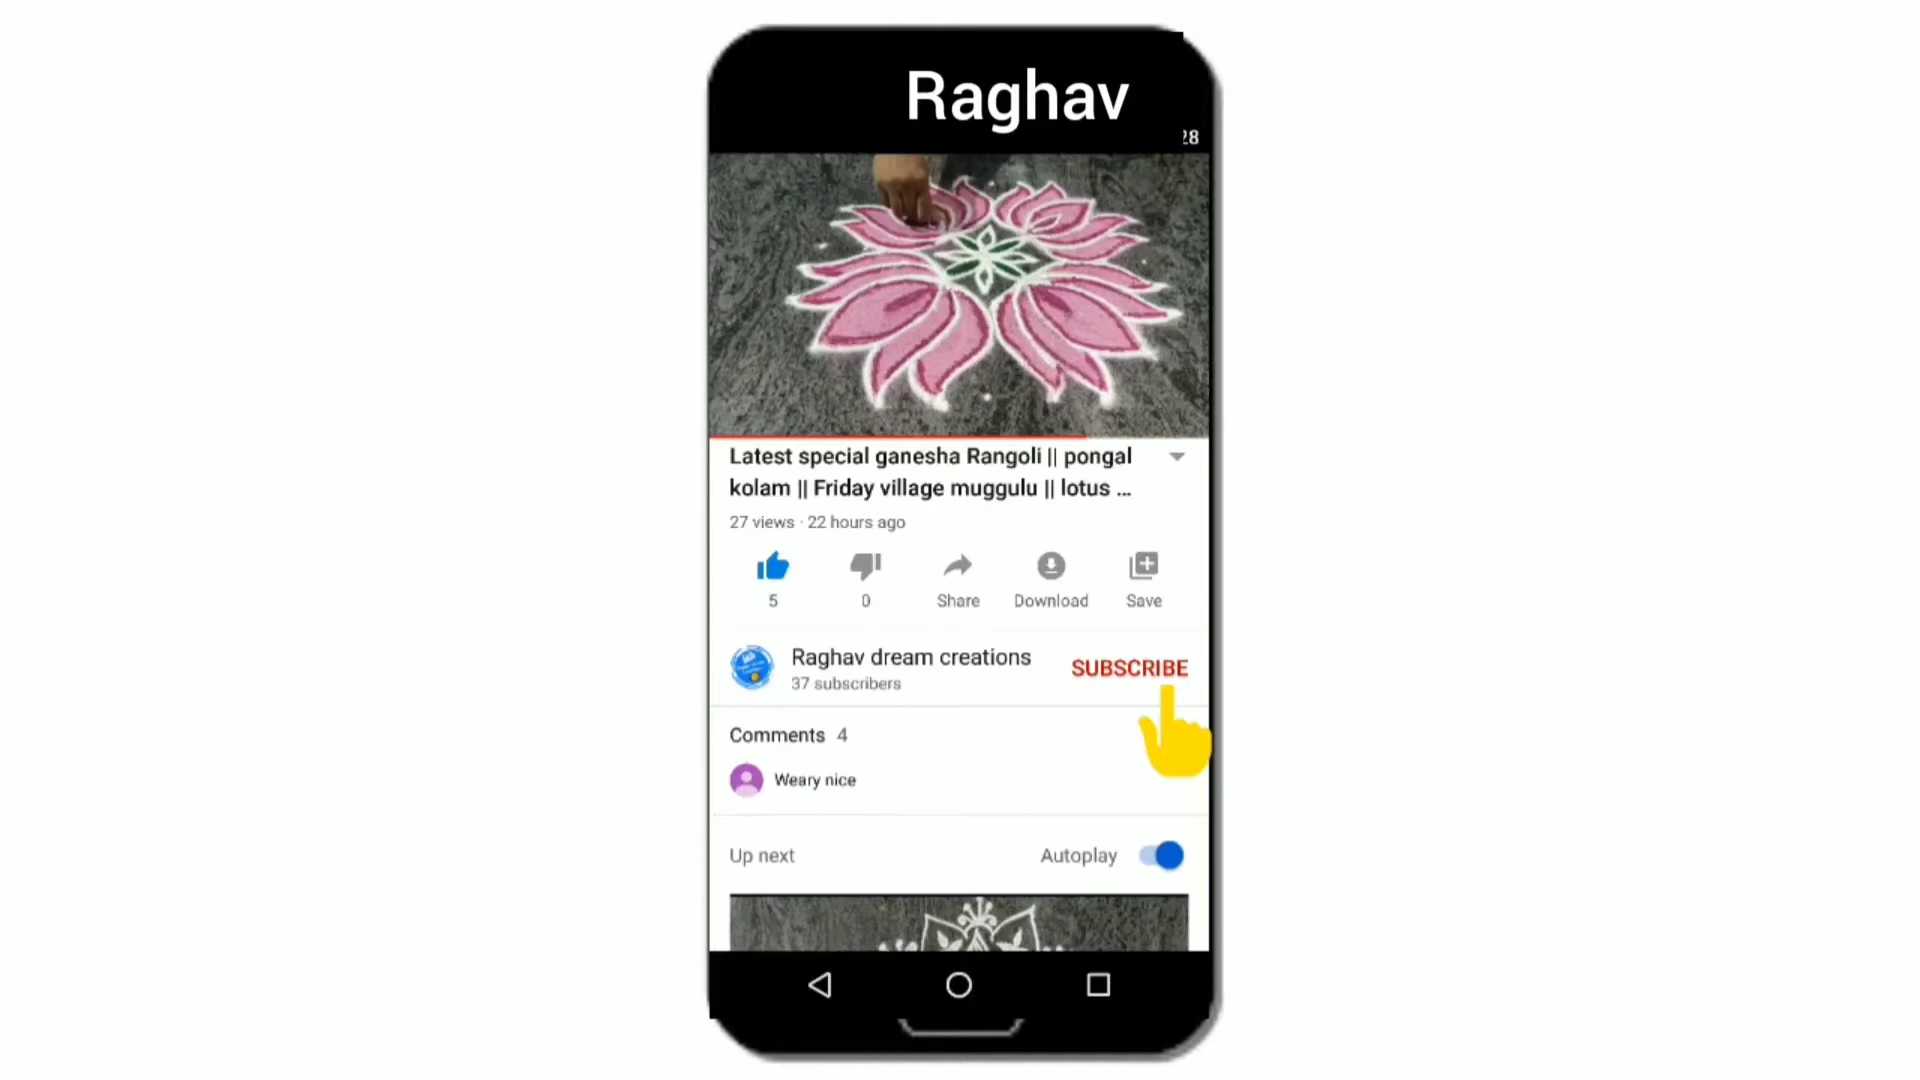 Raghav
28
Latest special ganesha Rangoli || pongal
kolam || Friday village muggulu || lotus ...
27 views · 22 hours ago
5
0
Share
Download
Save
Raghav dream creations
SUBSCRIBE
37 subscribers
Comments 4
Weary nice
Up next
Autoplay